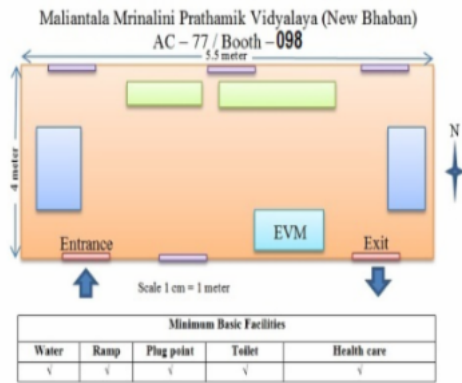 Maliantala Mrinalini Prathamik Vidyalaya (New Bhaban)
AC – 77 / Booth – 098
5.5 meter
4 meter
N
EVM
Entrance
Exit
Scale 1 cm = 1 meter
Minimum Basic Facilities
Water Ramp Plug point Toilet Health care
√ √ √ √ √